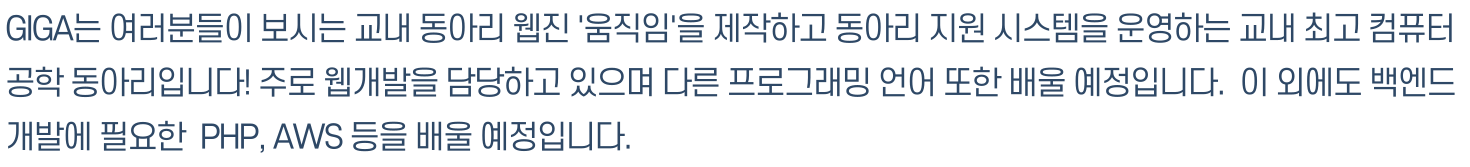 GIGA는 여러분들이 보시는 교내 동아리 웹진 '움직임'을 제작하고 동아리 지원 시스템을 운영하는 교내 최고 컴퓨터
공학 동아리입니다! 주로 웹개발을 담당하고 있으며 다른 프로그래밍 언어 또한 배울 예정입니다.  이 외에도 백엔드
개발에 필요한  PHP, AWS 등을 배울 예정입니다.